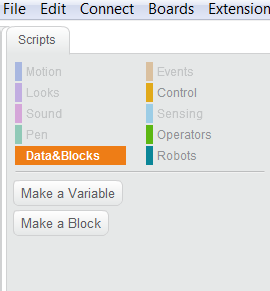 File Edit Connect Boards Extension
Scripts
Motion Events
Looks Control
Sound Sensing
Pen Operators
Data&Blocks Robots
Make a Variable
Make a Block